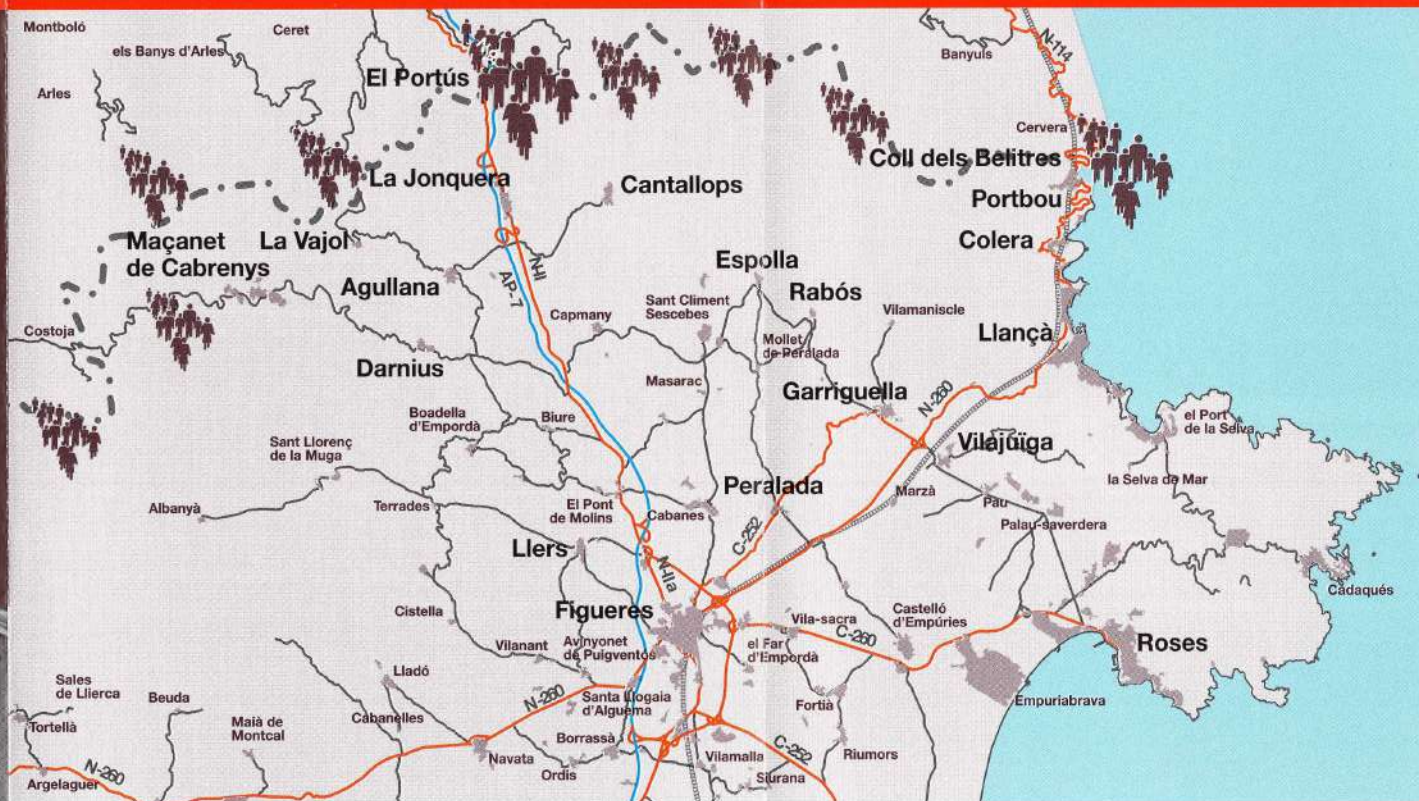 Montboló
Ceret
els Banys d'Arles
Arles
El Portús
Banyuls
N-114
Cervera
Coll dels Belitres
Portbou
Colera
La Jonquera
Cantallops
Maçanet
de Cabrenys
La Vajol
Agullana
N-II
AP-7
Espolla
Rabós
Sant Climent
Sescebes
Capmany
Vilamaniscle
Mollet
de Peralada
Llançà
Costoja
Darnius
Masarac
Garriguella
N-260
Boadella
d'Empordà
Biure
el Port
de la Selva
Sant Llorenç
de la Muga
Vilajüïga
la Selva de Mar
Peralada
Marzà
Pau
Palau-saverdera
Albanyà
Terrades
El Pont
de Molins
Cabanes
C-252
Llers
N-IIa
Cadaqués
Figueres
Cistella
Vila-sacra
Castelló
d'Empúries
C-260
Vilanant
Avinyonet
de Puigventós
el Far
d'Empordà
Roses
Lladó
Sales
de Llierca
Beuda
N-260
Santa Llogaia
d'Alguema
Fortià
Empuriabrava
Tortellà
Maià de
Montcal
Cabanelles
Borrassà
Navata
Ordis
Vilamalla
C-252
Riumors
Siurana
Argelaguer
N-260